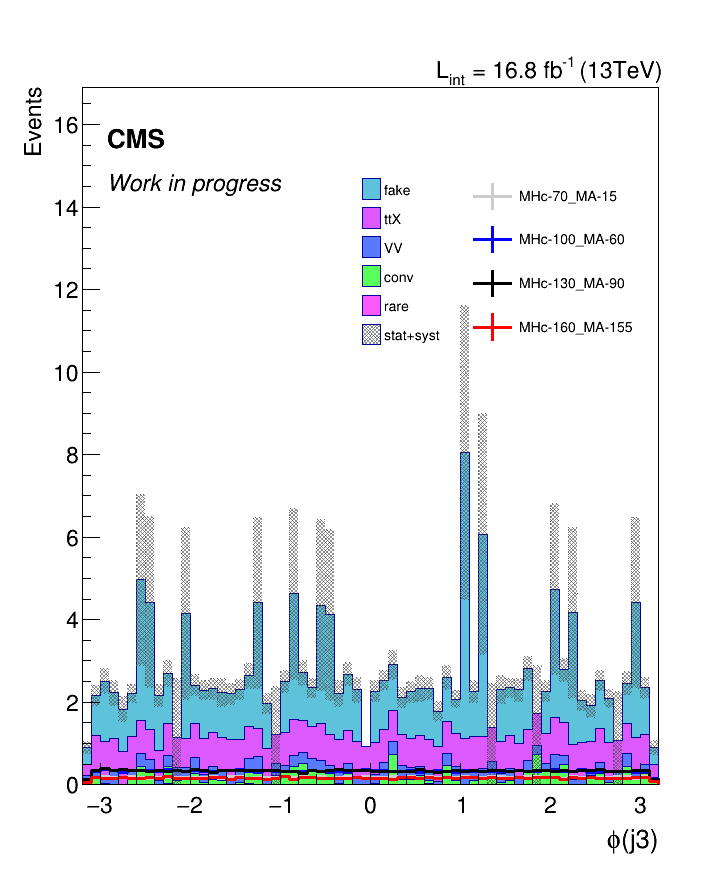 L_int = 16.8 fb^-1 (13TeV)
Events
CMS
Work in progress
fake
ttX
VV
conv
rare
stat+syst
MHc-70_MA-15
MHc-100_MA-60
MHc-130_MA-90
MHc-160_MA-155
16
14
12
10
8
6
4
2
0
−3 −2 −1 0 1 2 3
ϕ(j3)